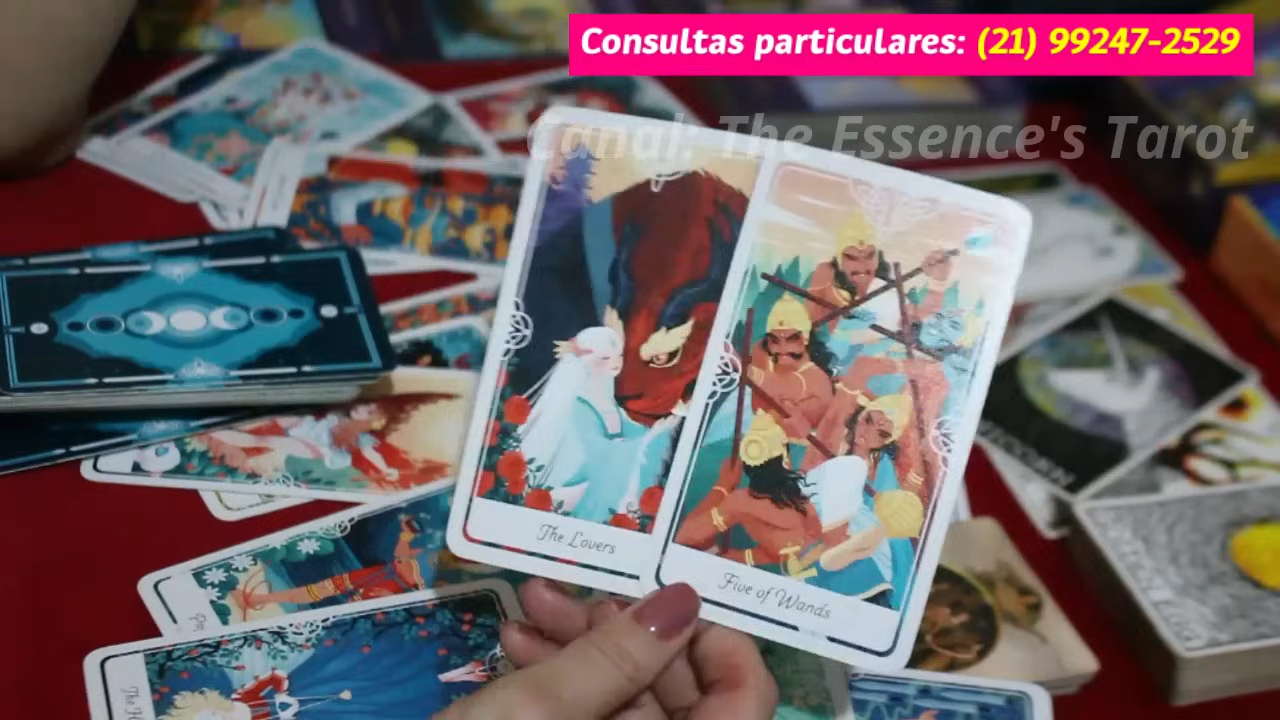 Consultas particulares: (21) 99247-2529
Canal: The Essence's Tarot
The Lovers
Five of Wands